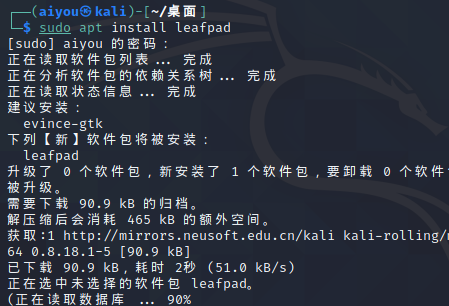 (aiyou㉿kali)-[~/桌面]
$ sudo apt install leafpad
[sudo] aiyou 的密码：
正在读取软件包列表... 完成
正在分析软件包的依赖关系树... 完成
正在读取状态信息... 完成
建议安装：
evince-gtk
下列【新】软件包将被安装：
leafpad
升级了 0 个软件包，新安装了 1 个软件包，要卸载 0 个软件
被升级。
需要下载 90.9 kB 的归档。
解压缩后会消耗 465 kB 的额外空间。
获取:1 http://mirrors.neusoft.edu.cn/kali kali-rolling/
64 0.8.18.1-5 [90.9 kB]
已下载 90.9 kB，耗时 2秒 (51.0 kB/s)
正在选中未选择的软件包 leafpad。
(正在读取数据库 ... 90%